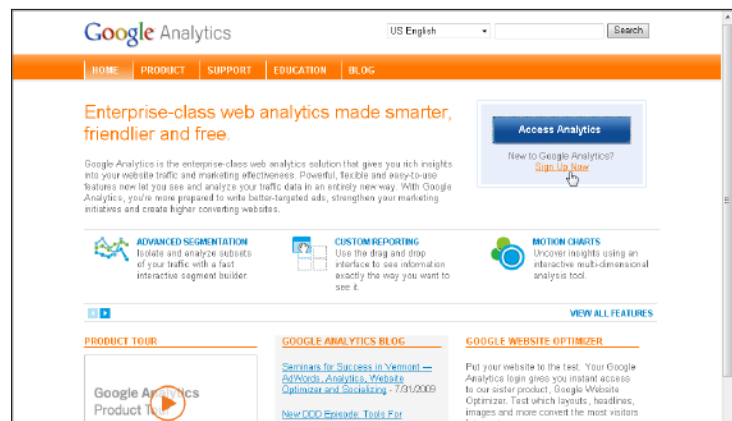 Google Analytics
US English
Search
HOME PRODUCT SUPPORT EDUCATION BLOG
Enterprise-class web analytics made smarter,
friendlier and free.
Google Analytics is the enterprise-class web analytics solution that gives you rich insights
into your website traffic and marketing effectiveness. Powerful, flexible and easy-to-use
features now let you see and analyze your traffic data in an entirely new way. With Google
Analytics, you're more prepared to write better-targeted ads, strengthen your marketing
initiatives and create higher converting websites.
Access Analytics
New to Google Analytics?
Sign Up Now
ADVANCED SEGMENTATION
Isolate and analyze subsets
of your traffic with a fast
interactive segment builder.
CUSTOM REPORTING
Use the drag and drop
interface to see information
exactly the way you want to
see it.
MOTION CHARTS
Uncover insights using an
interactive multi-dimensional
analysis tool.
VIEW ALL FEATURES
PRODUCT TOUR
Google Analytics
Product Tour
GOOGLE ANALYTICS BLOG
Seminars for Success in Vermont —
AdWords, Analytics, Website
Optimizer and Socializing - 7/31/2009
New DDD Episode: Tools For
GOOGLE WEBSITE OPTIMIZER
Put your website to the test. Your Google
Analytics login gives you instant access
to our sister product, Google Website
Optimizer. Test which layouts, headlines,
images and more convert the most visitors